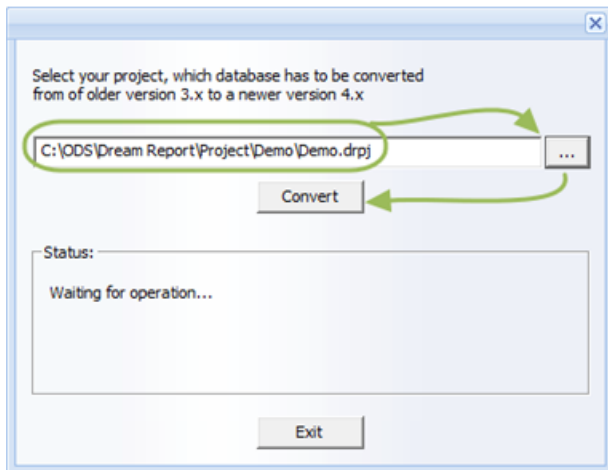 Select your project, which database has to be converted
from of older version 3.x to a newer version 4.x
C:\ODS\Dream Report\Project\Demo\Demo.drpj
...
Convert
Status:
Waiting for operation...
Exit